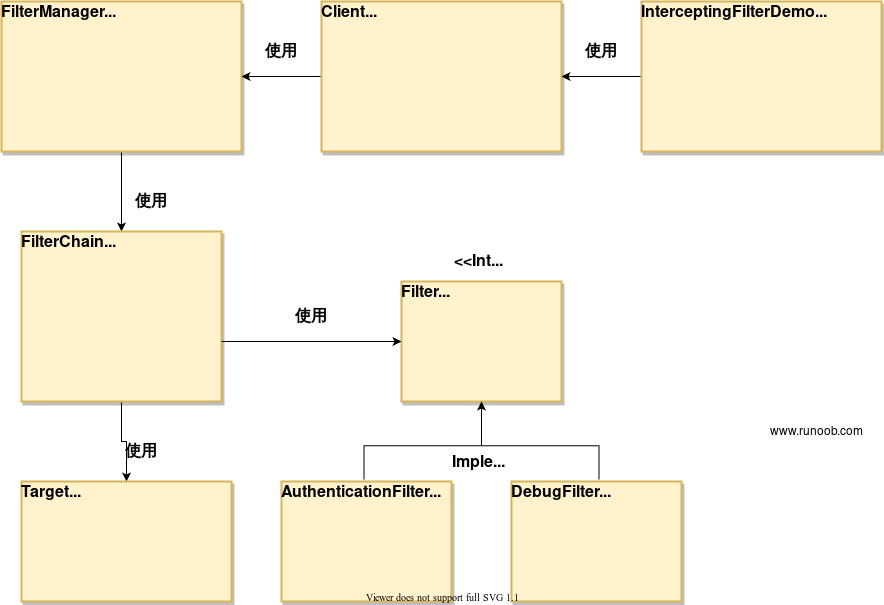 FilterManager...
Client...
InterceptingFilterDemo...
使用
使用
使用
FilterChain...
<<Int...
Filter...
使用
www.runoob.com
使用
Imple...
Target...
AuthenticationFilter...
DebugFilter...
Viewer does not support full SVG 1.1